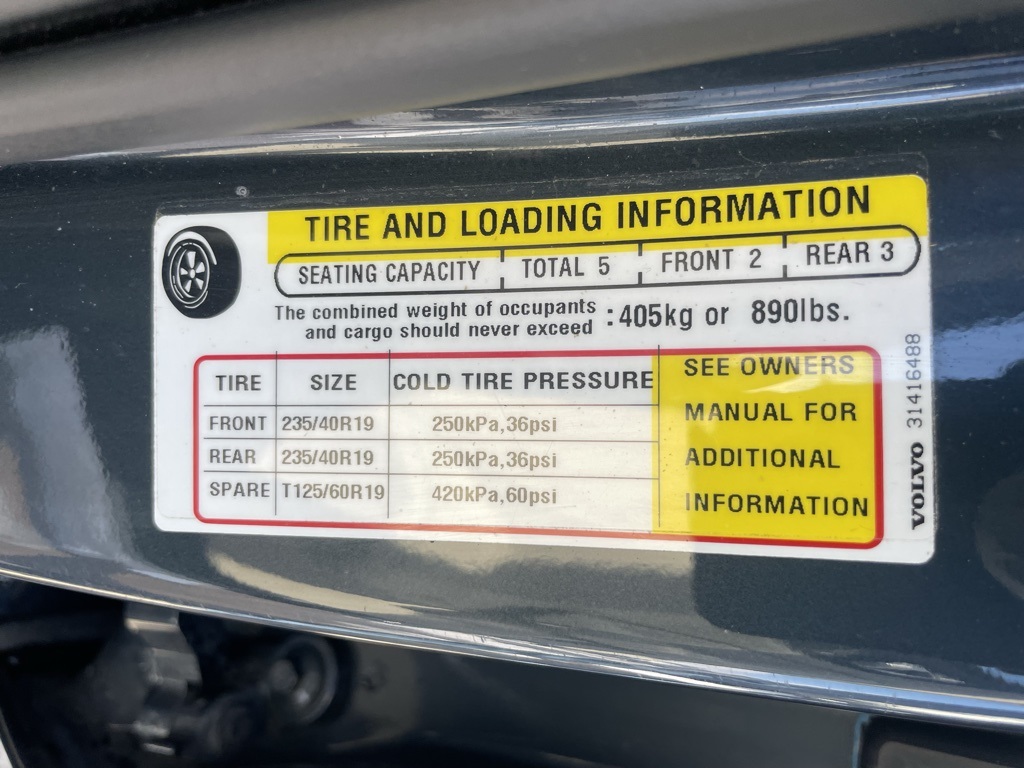 TIRE AND LOADING INFORMATION
SEATING CAPACITY TOTAL 5 FRONT 2 REAR 3
The combined weight of occupants
and cargo should never exceed :405kg or 890lbs.
TIRE SIZE COLD TIRE PRESSURE
FRONT 235/40R19 250kPa,36psi
REAR 235/40R19 250kPa,36psi
SPARE T125/60R19 420kPa,60psi
SEE OWNERS
MANUAL FOR
ADDITIONAL
INFORMATION
VOLVO 31416488